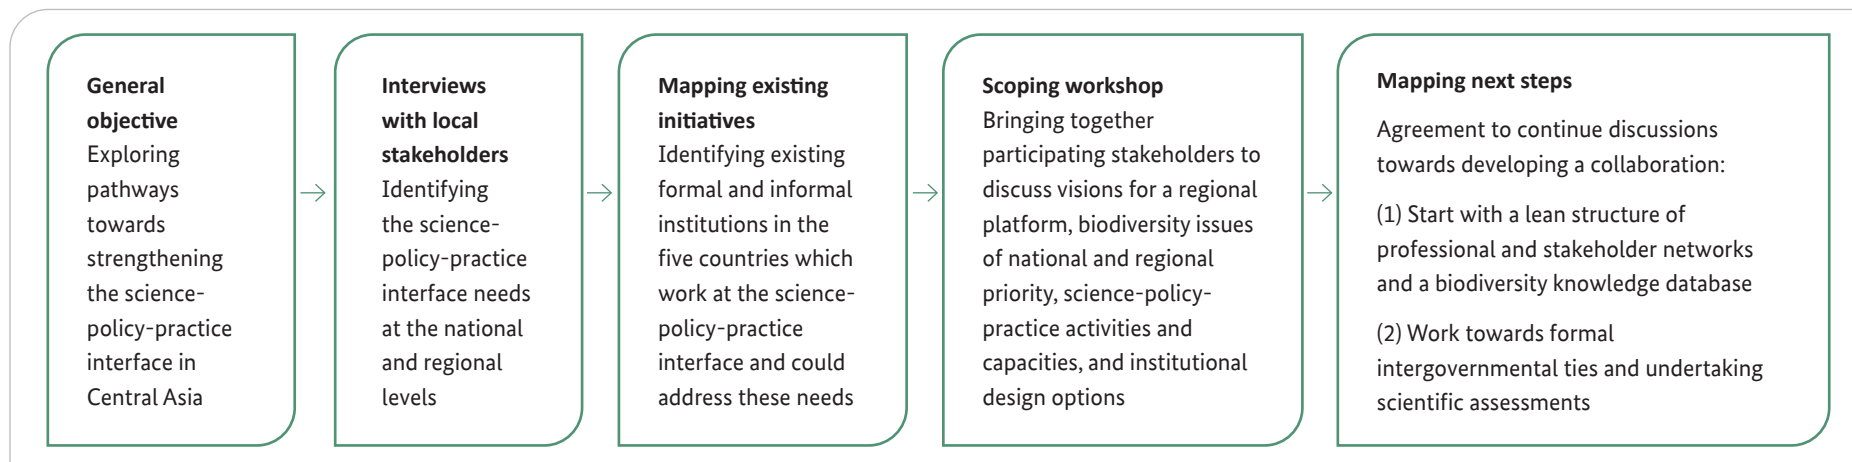 General
objective
Exploring
pathways
towards
strengthening
the science-
policy-practice
interface in
Central Asia
Interviews
with local
stakeholders
Identifying
the science-
policy-practice
interface needs
at the national
and regional
levels
Mapping existing
initiatives
Identifying existing
formal and informal
institutions in the
five countries which
work at the science-
policy-practice
interface and could
address these needs
Scoping workshop
Bringing together
participating stakeholders to
discuss visions for a regional
platform, biodiversity issues
of national and regional
priority, science-policy-
practice activities and
capacities, and institutional
design options
Mapping next steps
Agreement to continue discussions
towards developing a collaboration:
(1) Start with a lean structure of
professional and stakeholder networks
and a biodiversity knowledge database
(2) Work towards formal
intergovernmental ties and undertaking
scientific assessments